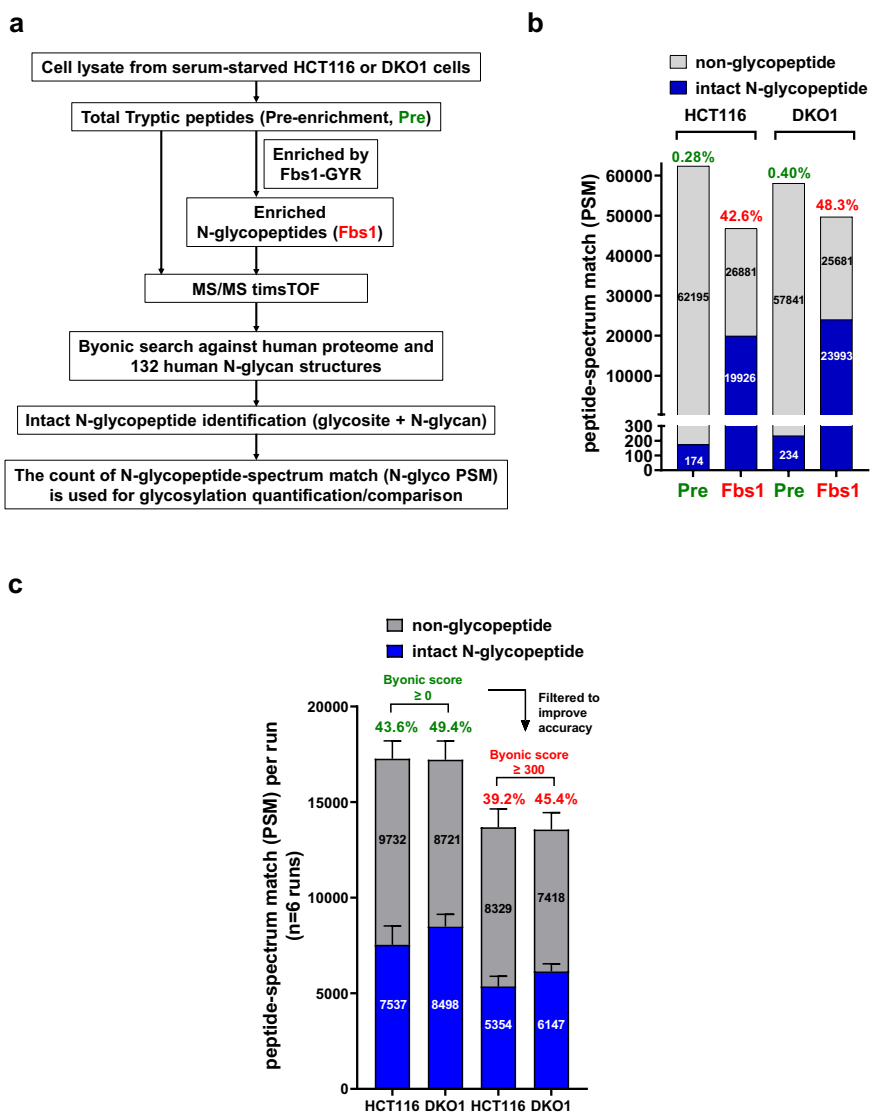 a
Cell lysate from serum-starved HCT116 or DKO1 cells
Total Tryptic peptides (Pre-enrichment, Pre)
Enriched by
Fbs1-GYR
Enriched
N-glycopeptides (Fbs1)
MS/MS timsTOF
Byonic search against human proteome and
132 human N-glycan structures
Intact N-glycopeptide identification (glycosite + N-glycan)
The count of N-glycopeptide-spectrum match (N-glyco PSM)
is used for glycosylation quantification/comparison
b
non-glycopeptide
intact N-glycopeptide
HCT116 DKO1
peptide-spectrum match (PSM)
60000
50000
40000
30000
20000
10000
300
200
100
0
0.28%
62195
174
42.6%
26881
19926
0.40%
57841
234
48.3%
25681
23993
Pre Fbs1 Pre Fbs1
c
non-glycopeptide
intact N-glycopeptide
Byonic score
≥ 0
Filtered to
improve
accuracy
Byonic score
≥ 300
peptide-spectrum match (PSM) per run
(n=6 runs)
20000
15000
10000
5000
0
43.6% 49.4%
39.2% 45.4%
9732 8721 8329 7418
7537 8498 5354 6147
HCT116 DKO1 HCT116 DKO1